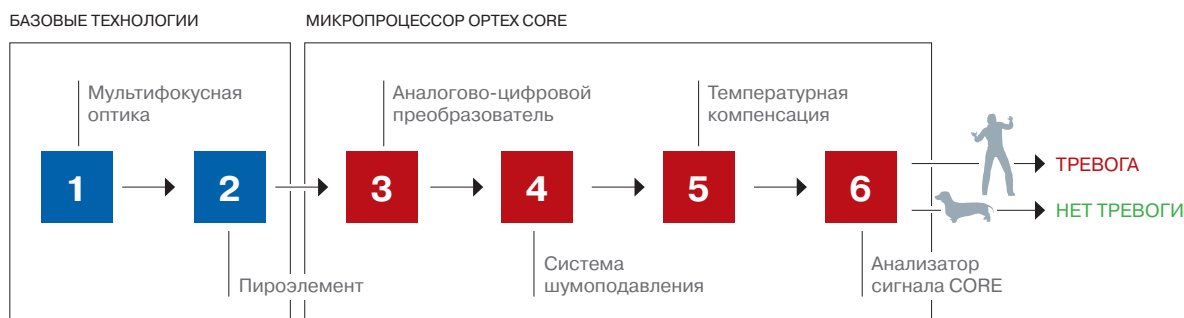 БАЗОВЫЕ ТЕХНОЛОГИИ
МИКРОПРОЦЕССОР OPTEX CORE
Мультифокусная
оптика
Аналогово-цифровой
преобразователь
Температурная
компенсация
1
2
3
4
5
6
ТРЕВОГА
НЕТ ТРЕВОГИ
Пироэлемент
Система
шумоподавления
Анализатор
сигнала CORE